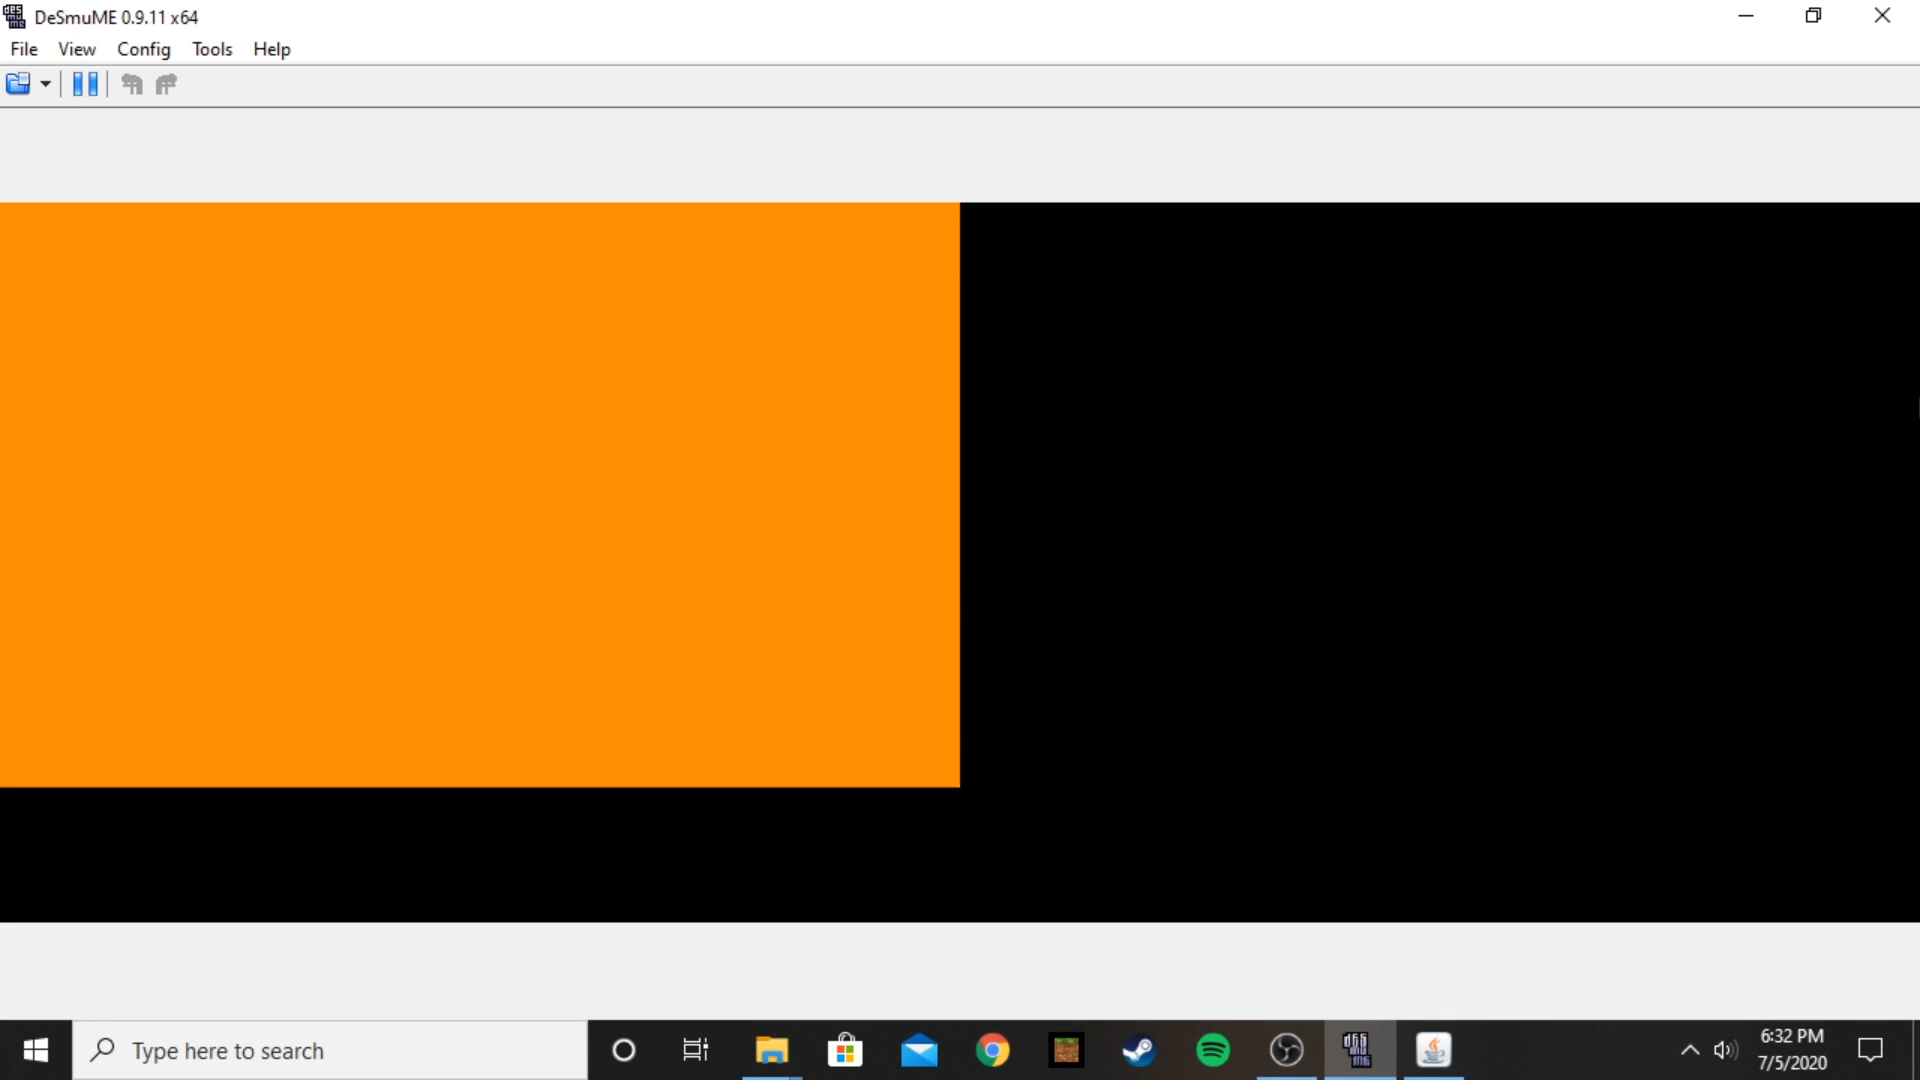 DeSmuME 0.9.11 x64
File View Config Tools Help
Type here to search
6:32 PM
7/5/2020